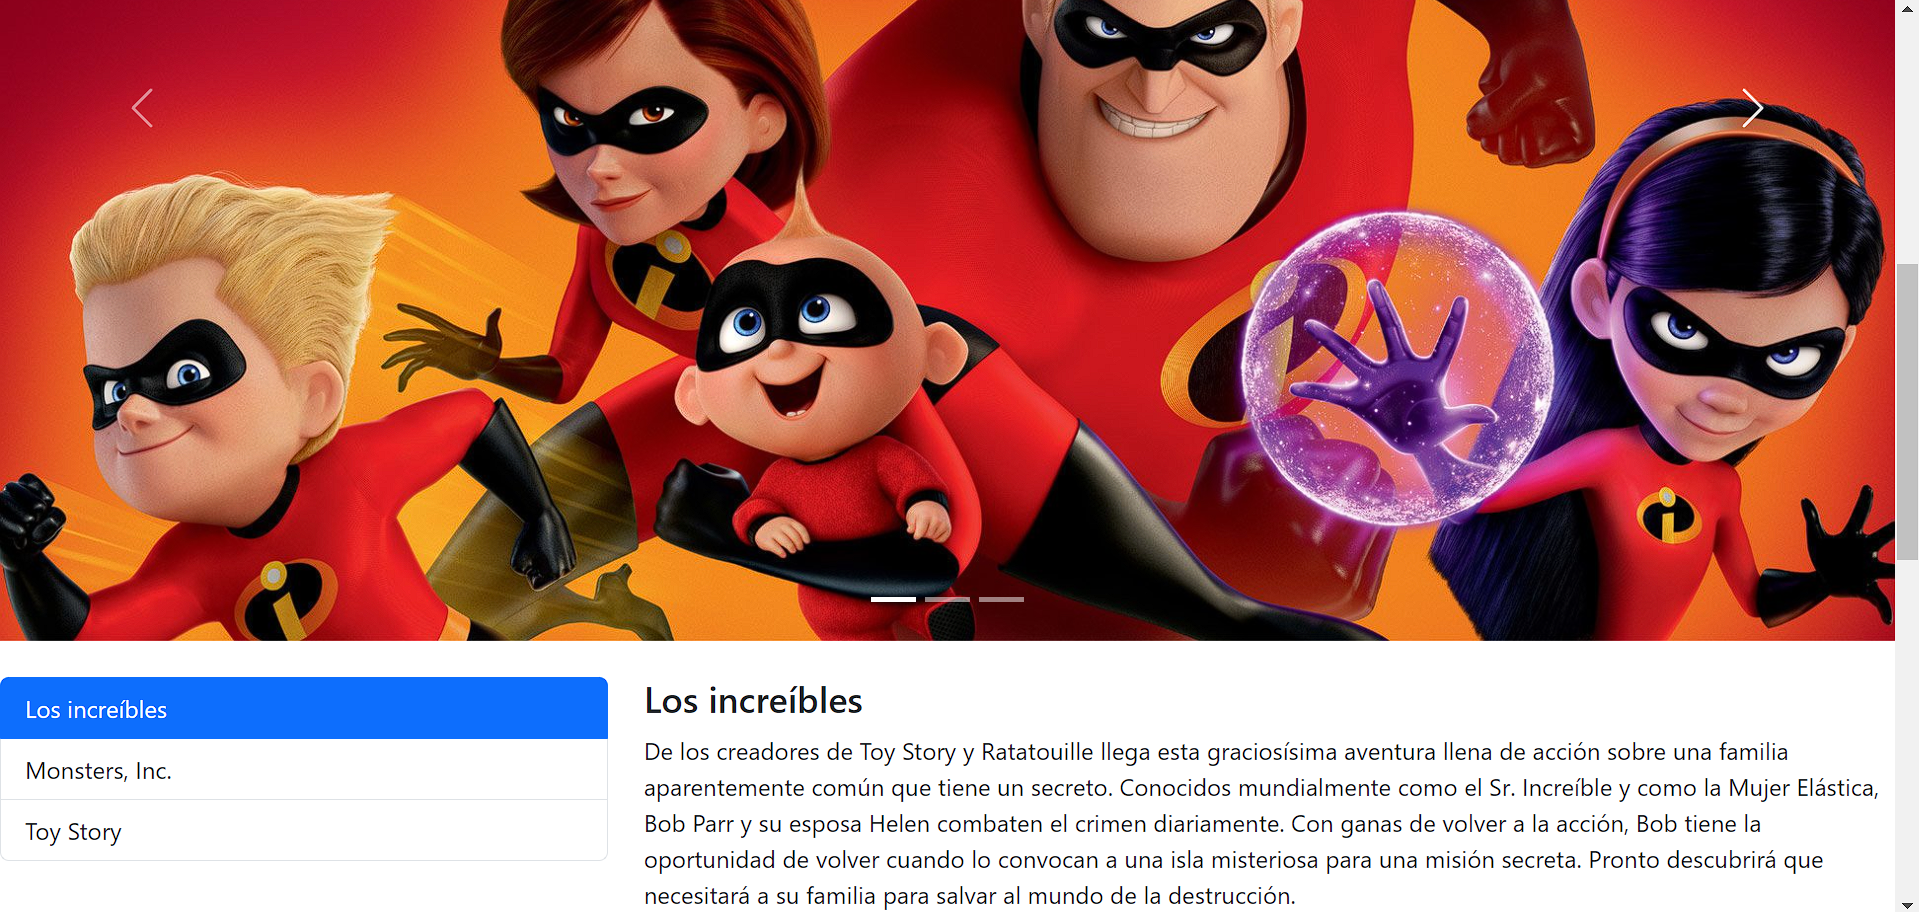 Los increíbles
Monsters, Inc.
Toy Story
Los increíbles
De los creadores de Toy Story y Ratatouille llega esta graciosísima aventura llena de acción sobre una familia
aparentemente común que tiene un secreto. Conocidos mundialmente como el Sr. Increíble y como la Mujer Elástica,
Bob Parr y su esposa Helen combaten el crimen diariamente. Con ganas de volver a la acción, Bob tiene la
oportunidad de volver cuando lo convocan a una isla misteriosa para una misión secreta. Pronto descubrirá que
necesitará a su familia para salvar al mundo de la destrucción.